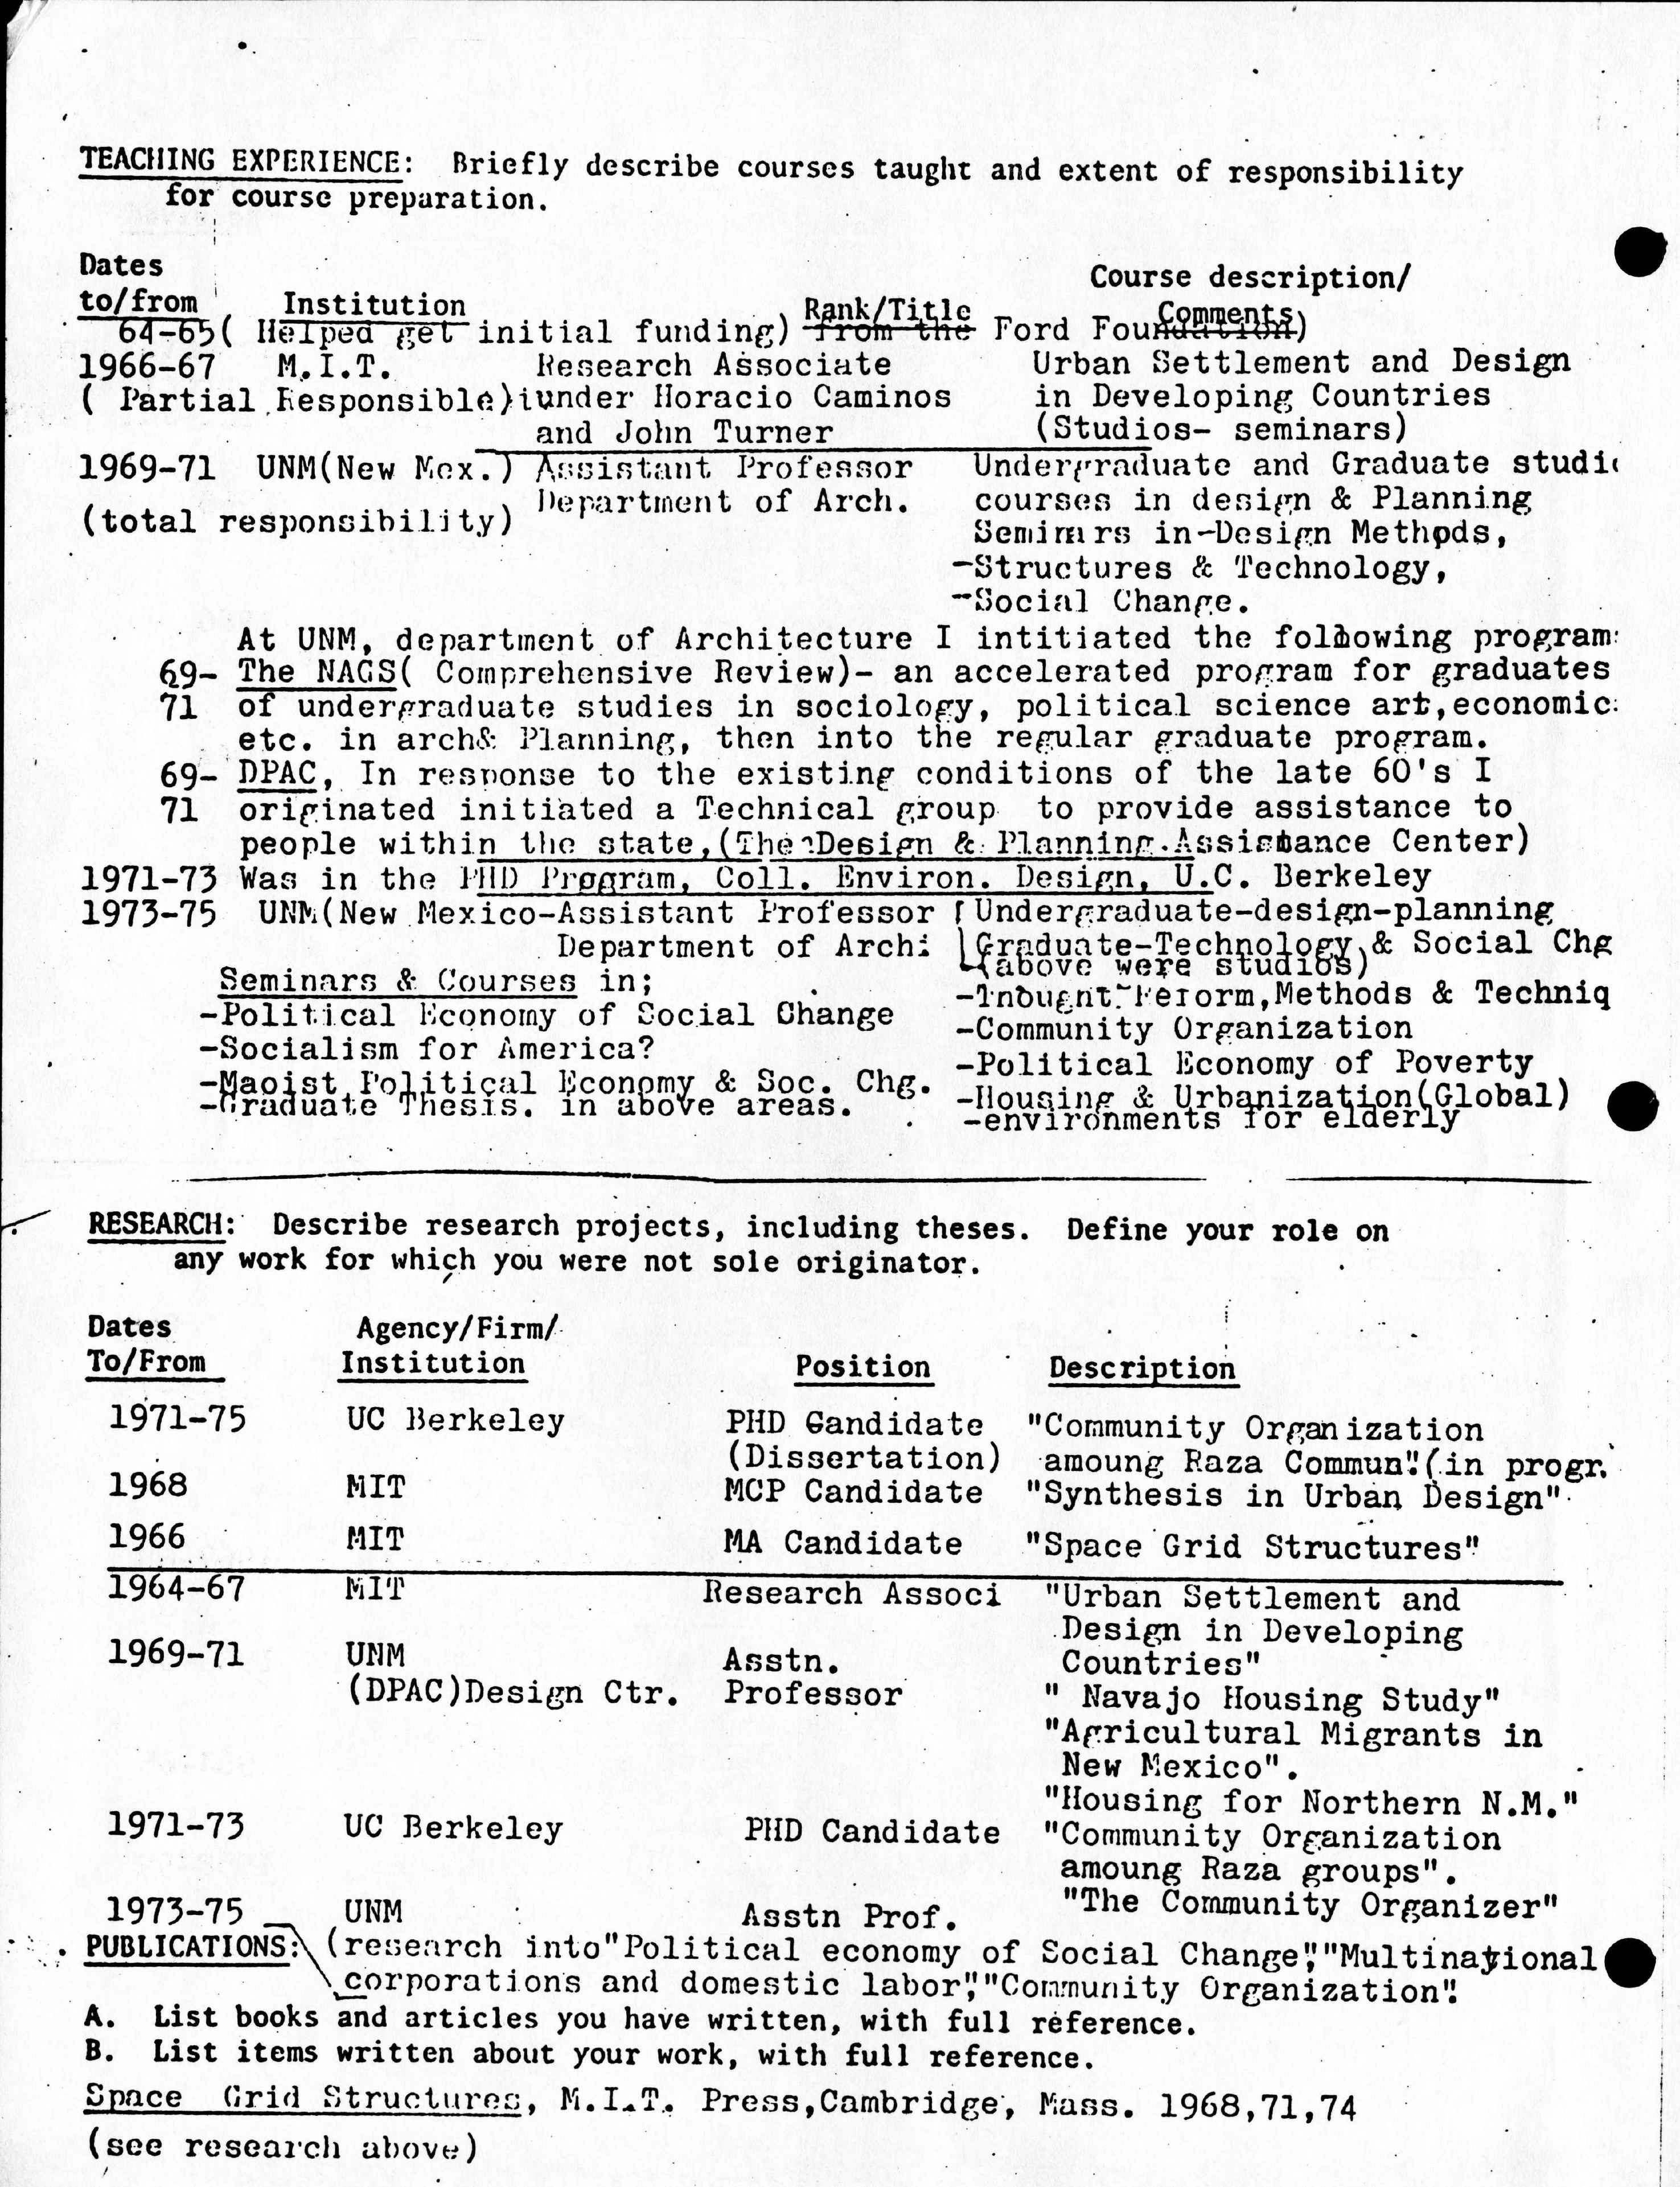 TEACHING EXPERIENCE: Briefly describe courses taught and extent of responsibility
for course preparation.
Dates
to/from Institution Rank/Title Course description/
Comments
64-65( Helped get initial funding) from the Ford Foundation)
1966-67 M.I.T. Research Associate Urban Settlement and Design
( Partial Responsible) under Horacio Caminos in Developing Countries
and John Turner (Studios- seminars)
1969-71 UNM(New Mex.) Assistant Professor Undergraduate and Graduate
(total responsibility) Department of Arch. courses in design & Planning
Seminars in-Design Methods,
-Structures & Technology,
-Social Change.
At UNM, department of Architecture I intitiated the following program
69- The NAGS( Comprehensive Review)- an accelerated program for graduates
71 of undergraduate studies in sociology, political science art,economic
etc. in arch& Planning, then into the regular graduate program.
69- DPAC, In response to the existing conditions of the late 60's I
71 originated initiated a Technical group to provide assistance to
people within the state,(The Design & Planning Assistance Center)
1971-73 Was in the PHD Program, Coll. Environ. Design, U.C. Berkeley
1973-75 UNM(New Mexico-Assistant Professor Undergraduate-design-planning
Department of Archi Graduate-Technology & Social Chg
(above were studios)
Seminars & Courses in; -Thought Reform,Methods & Techniq
-Political Economy of Social Change -Community Organization
-Socialism for America? -Political Economy of Poverty
-Maoist Political Economy & Soc. Chg. -Housing & Urbanization(Global)
-Graduate Thesis. in above areas. -environments for elderly
RESEARCH: Describe research projects, including theses. Define your role on
any work for which you were not sole originator.
Dates Agency/Firm/
To/From Institution Position Description
1971-75 UC Berkeley PHD Candidate "Community Organization
(Dissertation) amoung Raza Commun"(in progr.
1968 MIT MCP Candidate "Synthesis in Urban Design"
1966 MIT MA Candidate "Space Grid Structures"
1964-67 MIT Research Associ "Urban Settlement and
Design in Developing
1969-71 UNM Asstn. Countries"
(DPAC)Design Ctr. Professor " Navajo Housing Study"
"Agricultural Migrants in
New Mexico".
"Housing for Northern N.M."
1971-73 UC Berkeley PHD Candidate "Community Organization
amoung Raza groups".
1973-75 UNM Asstn Prof. "The Community Organizer"
PUBLICATIONS: (research into"Political economy of Social Change","Multinational
corporations and domestic labor","Community Organization".
A. List books and articles you have written, with full reference.
B. List items written about your work, with full reference.
Space Grid Structures, M.I.T. Press,Cambridge, Mass. 1968,71,74
(see research above)